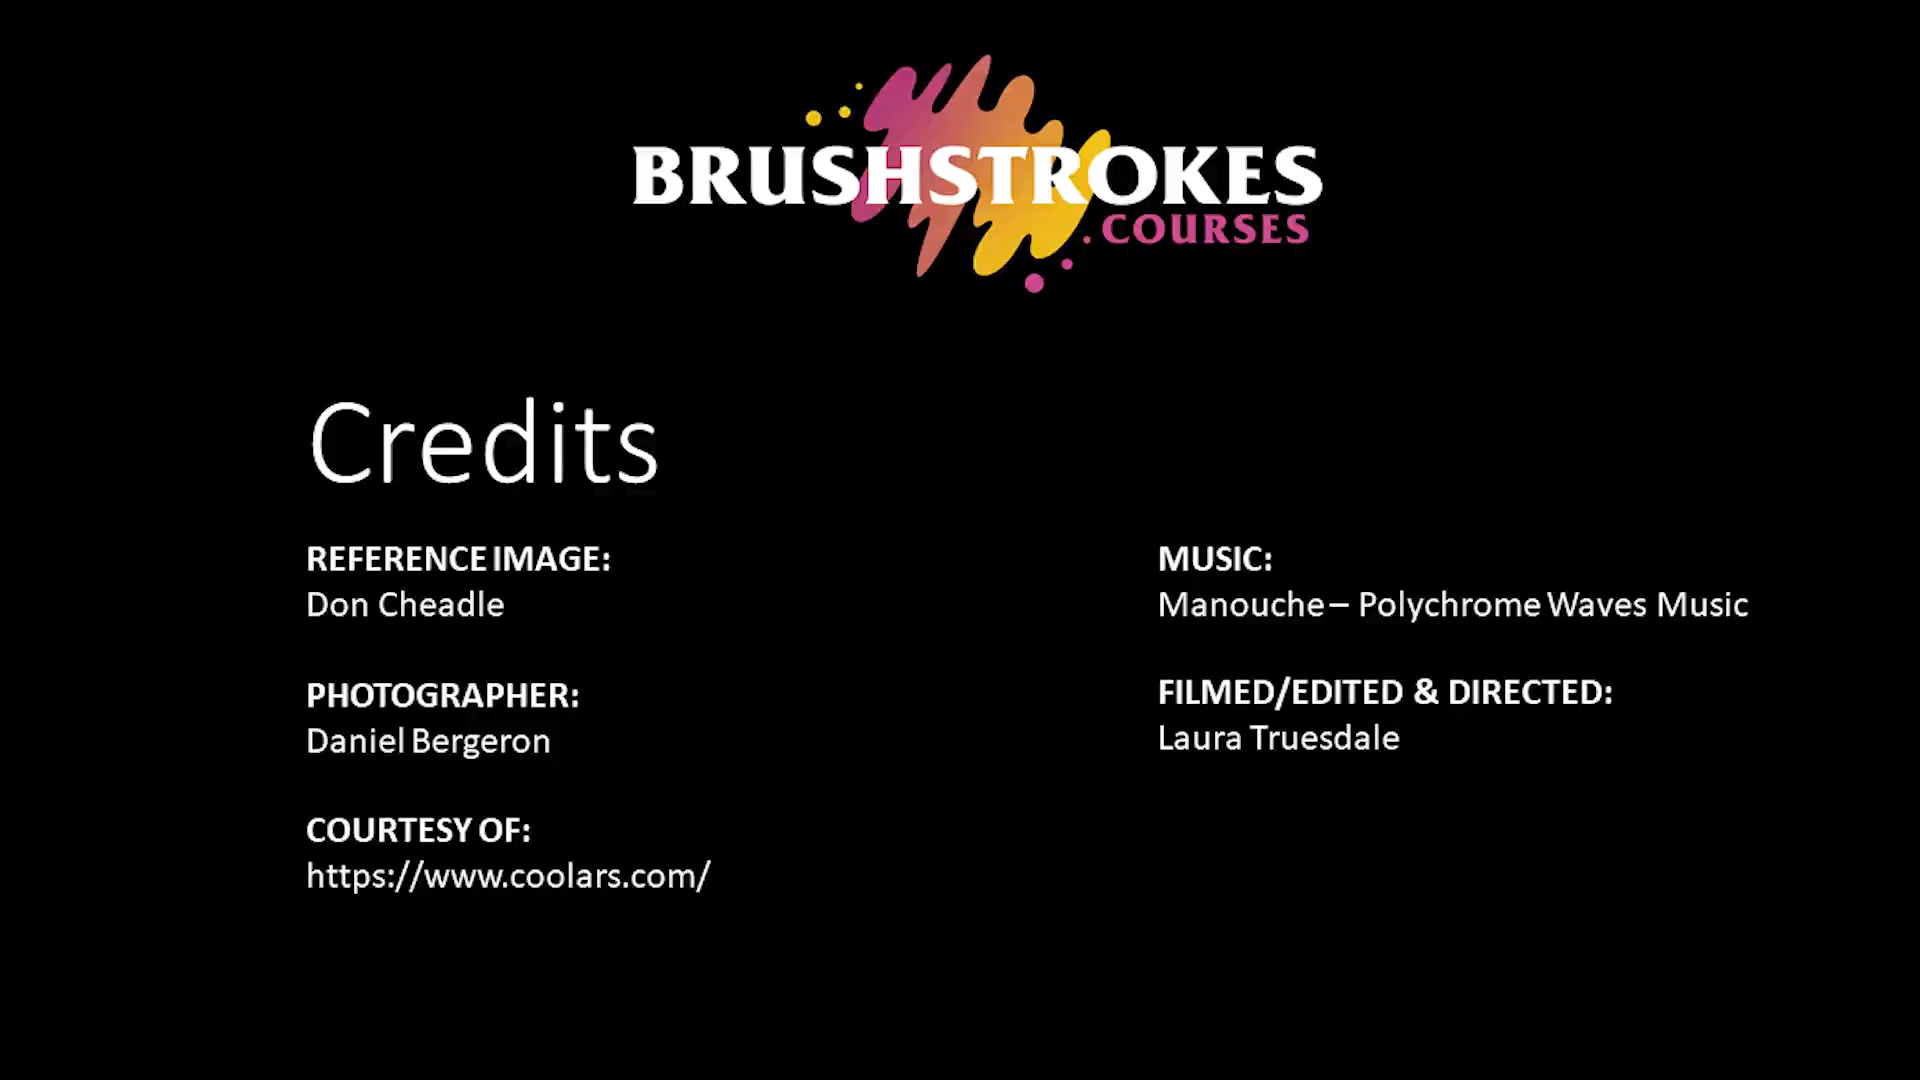 BRUSHSTROKES
.COURSES
Credits
REFERENCE IMAGE:
Don Cheadle
PHOTOGRAPHER:
Daniel Bergeron
COURTESY OF:
https://www.coolars.com/
MUSIC:
Manouche – Polychrome Waves Music
FILMED/EDITED & DIRECTED:
Laura Truesdale